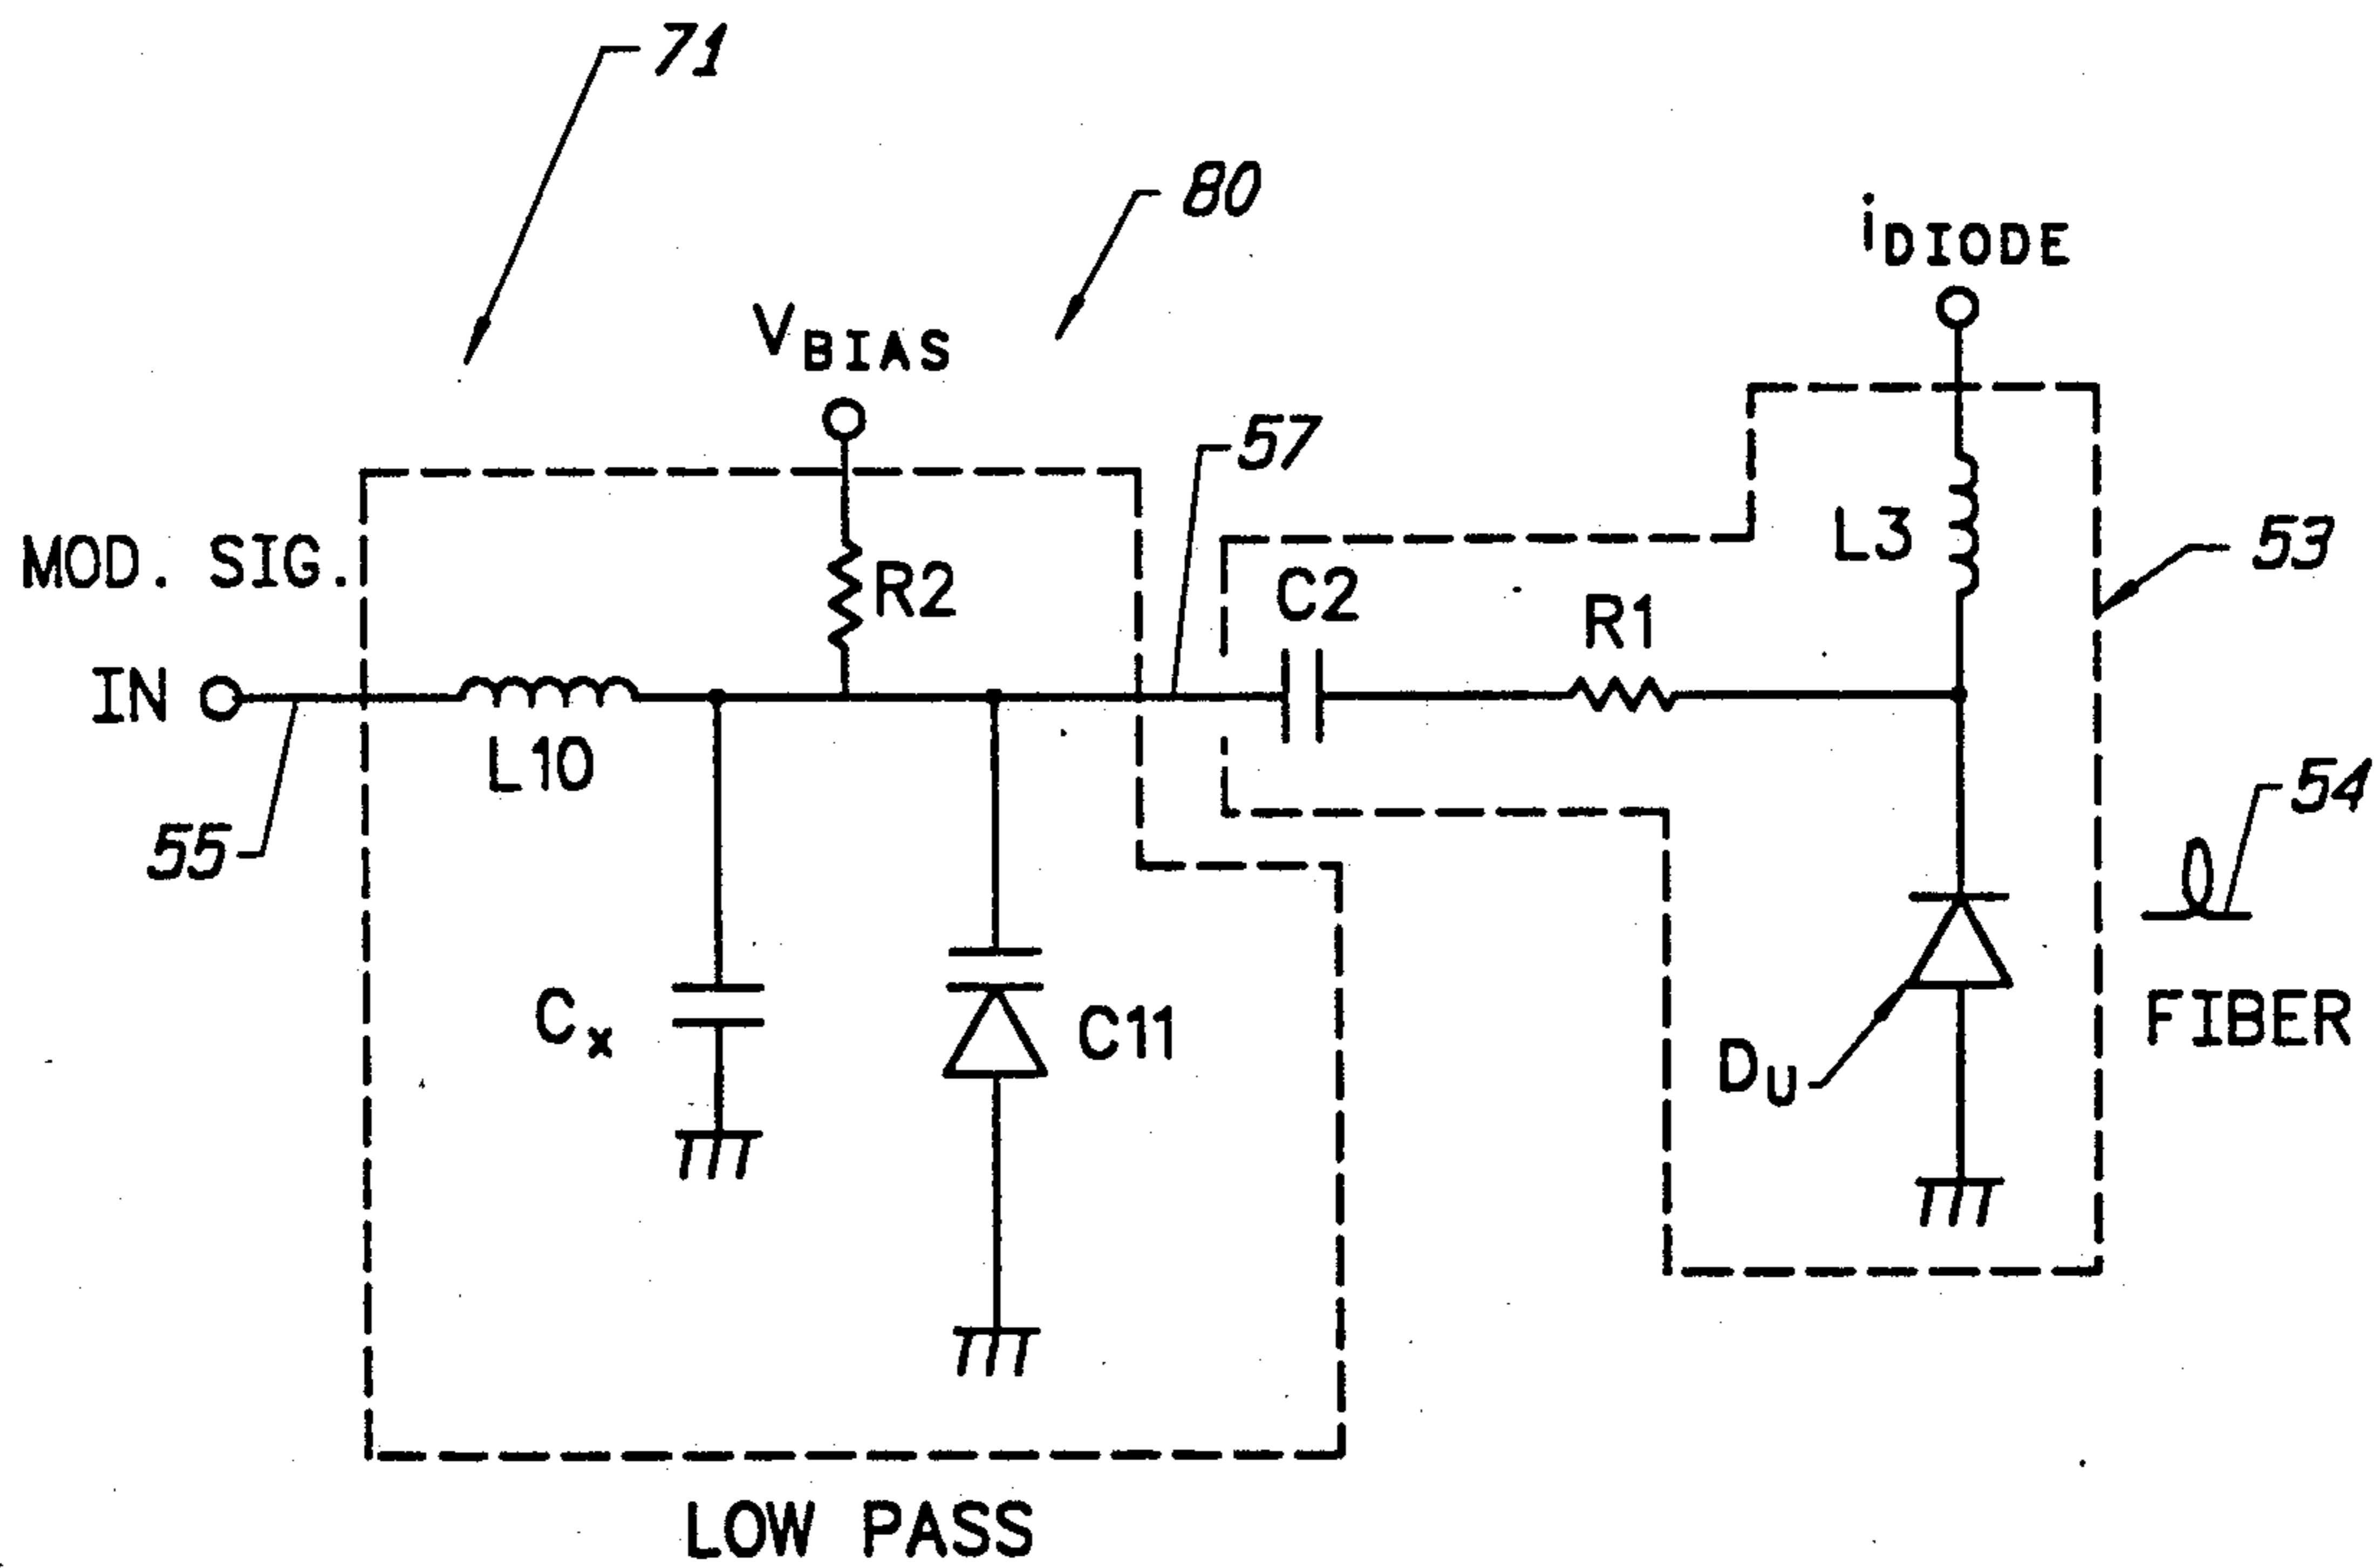 71
80
iDIODE
VBIAS
57
MOD. SIG.
R2
C2
R1
L3
53
IN
L10
55
54
Cx
C11
DU
FIBER
LOW PASS